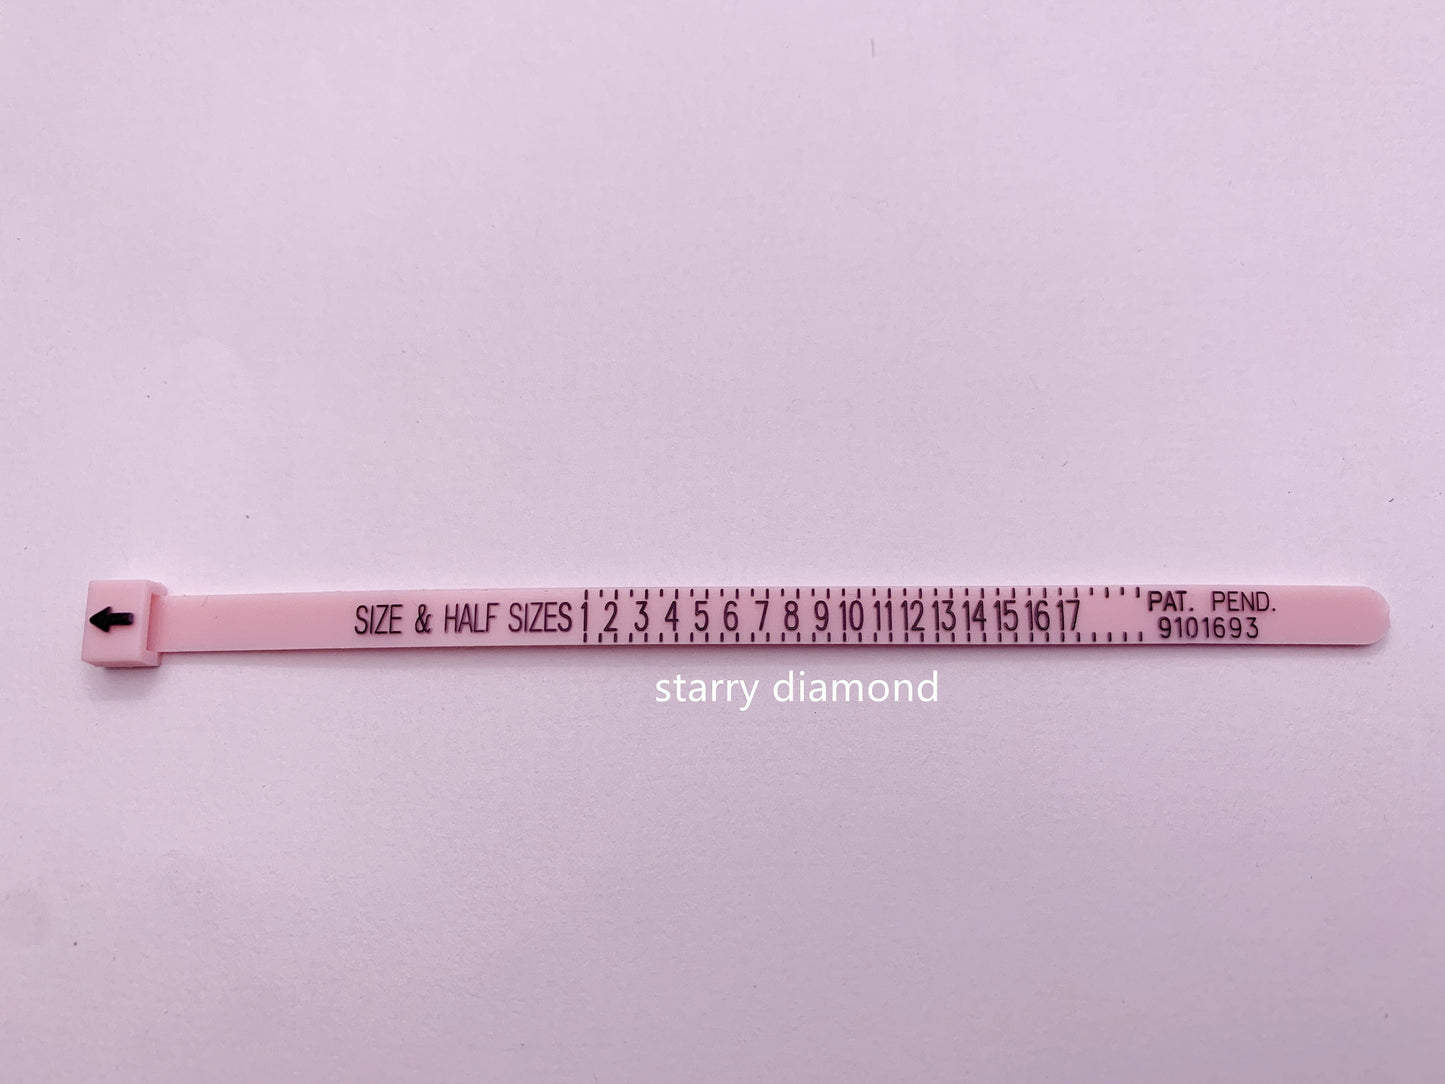 SIZE & HALF SIZES 1 2 3 4 5 6 7 8 9 10 11 12 13 14 15 16 17
PAT. PEND.
9101693
starry diamond